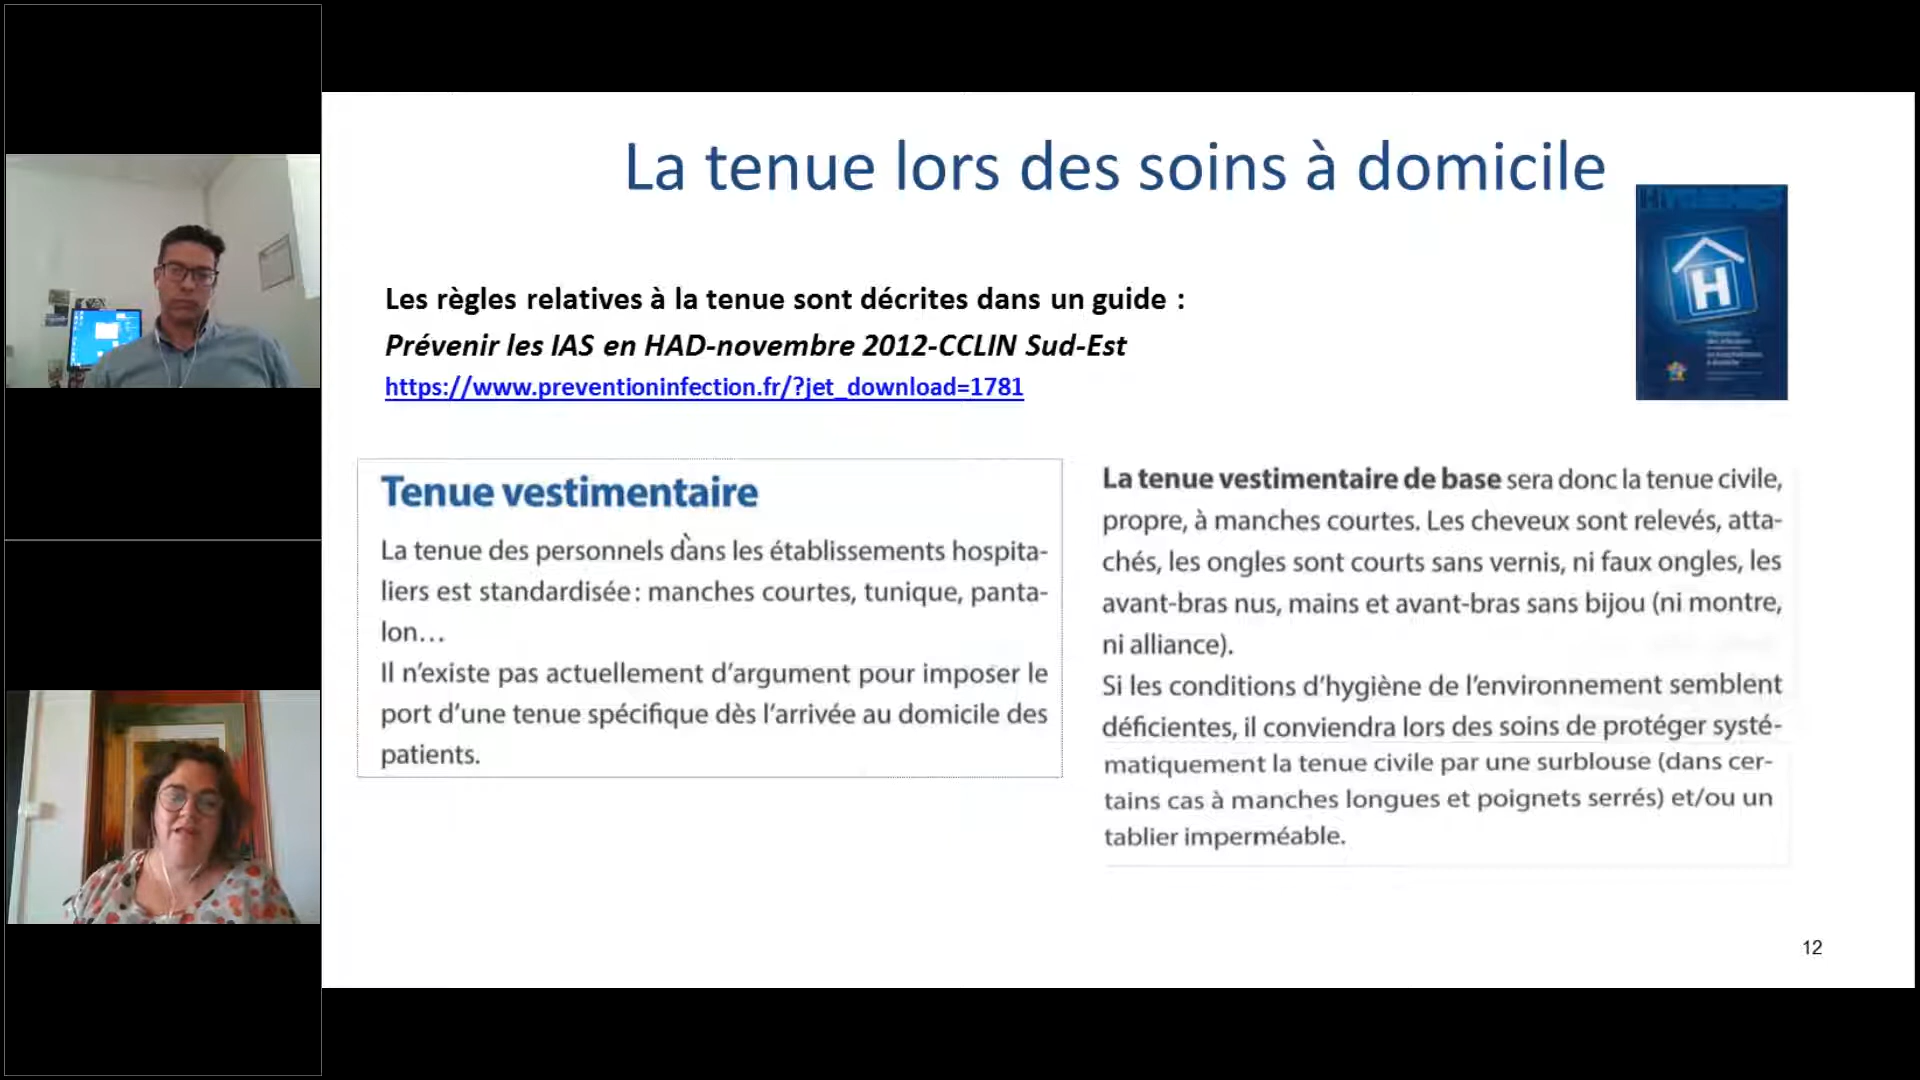 La tenue lors des soins à domicile
Les règles relatives à la tenue sont décrites dans un guide :
Prévenir les IAS en HAD-novembre 2012-CCLIN Sud-Est
https://www.preventioninfection.fr/?jet_download=1781
H
Tenue vestimentaire
La tenue des personnels dans les établissements hospita-
liers est standardisée : manches courtes, tunique, panta-
lon…
Il n’existe pas actuellement d’argument pour imposer le
port d’une tenue spécifique dès l’arrivée au domicile des
patients.
La tenue vestimentaire de base sera donc la tenue civile,
propre, à manches courtes. Les cheveux sont relevés, atta-
chés, les ongles sont courts sans vernis, ni faux ongles, les
avant-bras nus, mains et avant-bras sans bijou (ni montre,
ni alliance).
Si les conditions d’hygiène de l’environnement semblent
déficientes, il conviendra lors des soins de protéger systé-
matiquement la tenue civile par une surblouse (dans cer-
tains cas à manches longues et poignets serrés) et/ou un
tablier imperméable.
12